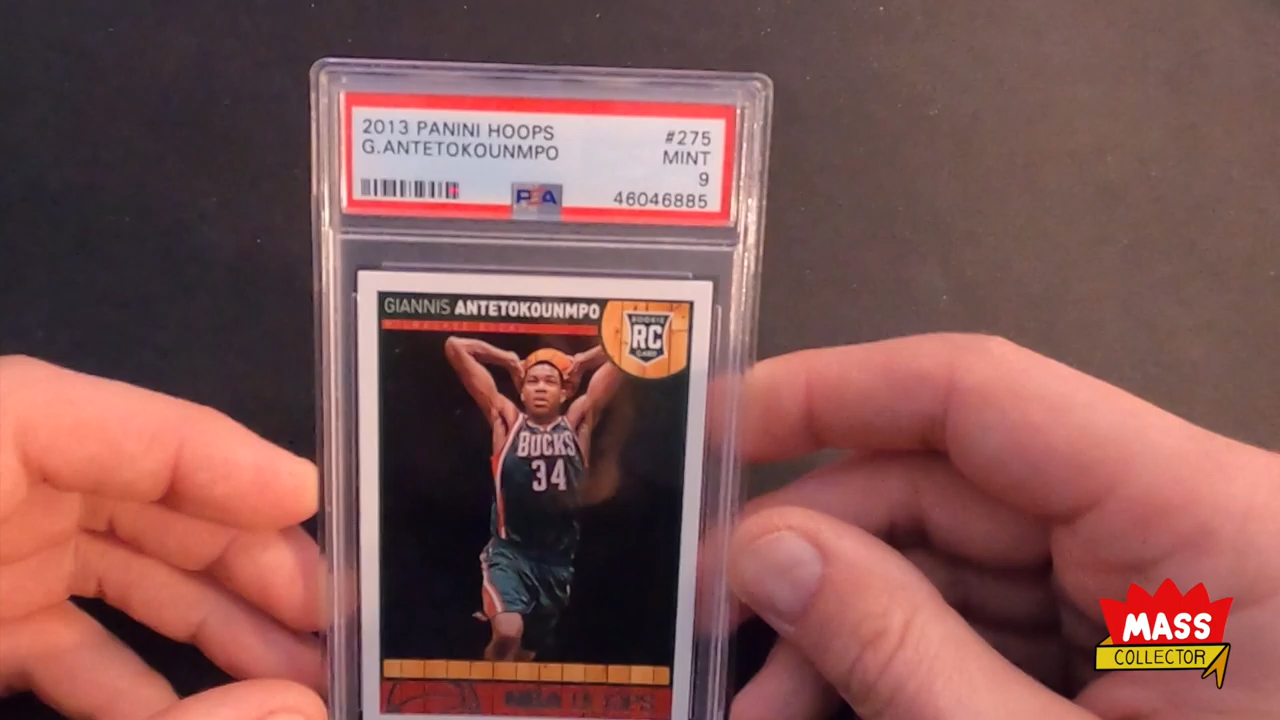 2013 PANINI HOOPS #275
G.ANTETOKOUNMPO MINT
9
PSA 46046885
GIANNIS ANTETOKOUNMPO
ROOKIE
RC
CARD
BUCKS
34
MASS
COLLECTOR